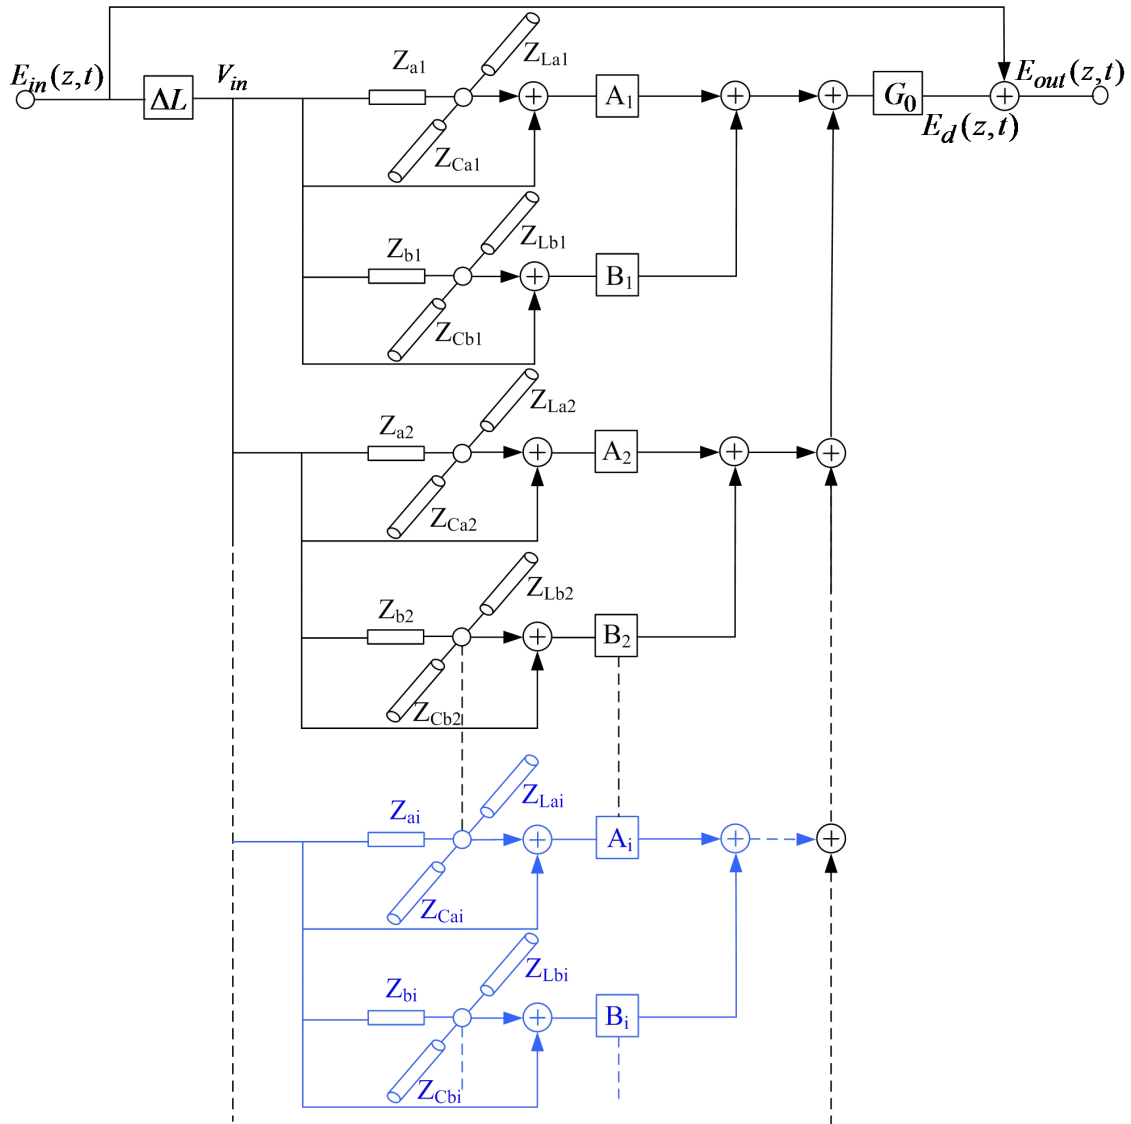 E_in(z,t)
ΔL
V_in
Z_a1
Z_La1
Z_Ca1
A_1
G_0
E_out(z,t)
E_d(z,t)
Z_b1
Z_Lb1
Z_Cb1
B_1
Z_a2
Z_La2
Z_Ca2
A_2
Z_b2
Z_Lb2
Z_Cb2
B_2
Z_ai
Z_Lai
Z_Cai
A_i
Z_bi
Z_Lbi
Z_Cbi
B_i